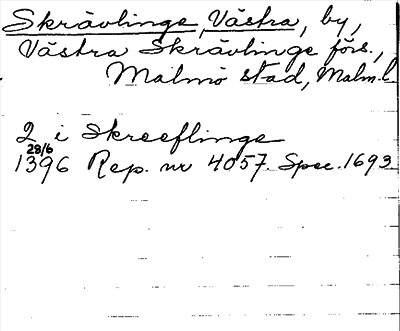 Skrävlinge, Västra, by,
Västra Skrävlinge förs.,
Malmö stad, Malm.l.
2 i Skreeflinge
28/6
1396 Rep. nr 4057. Spec. 1693